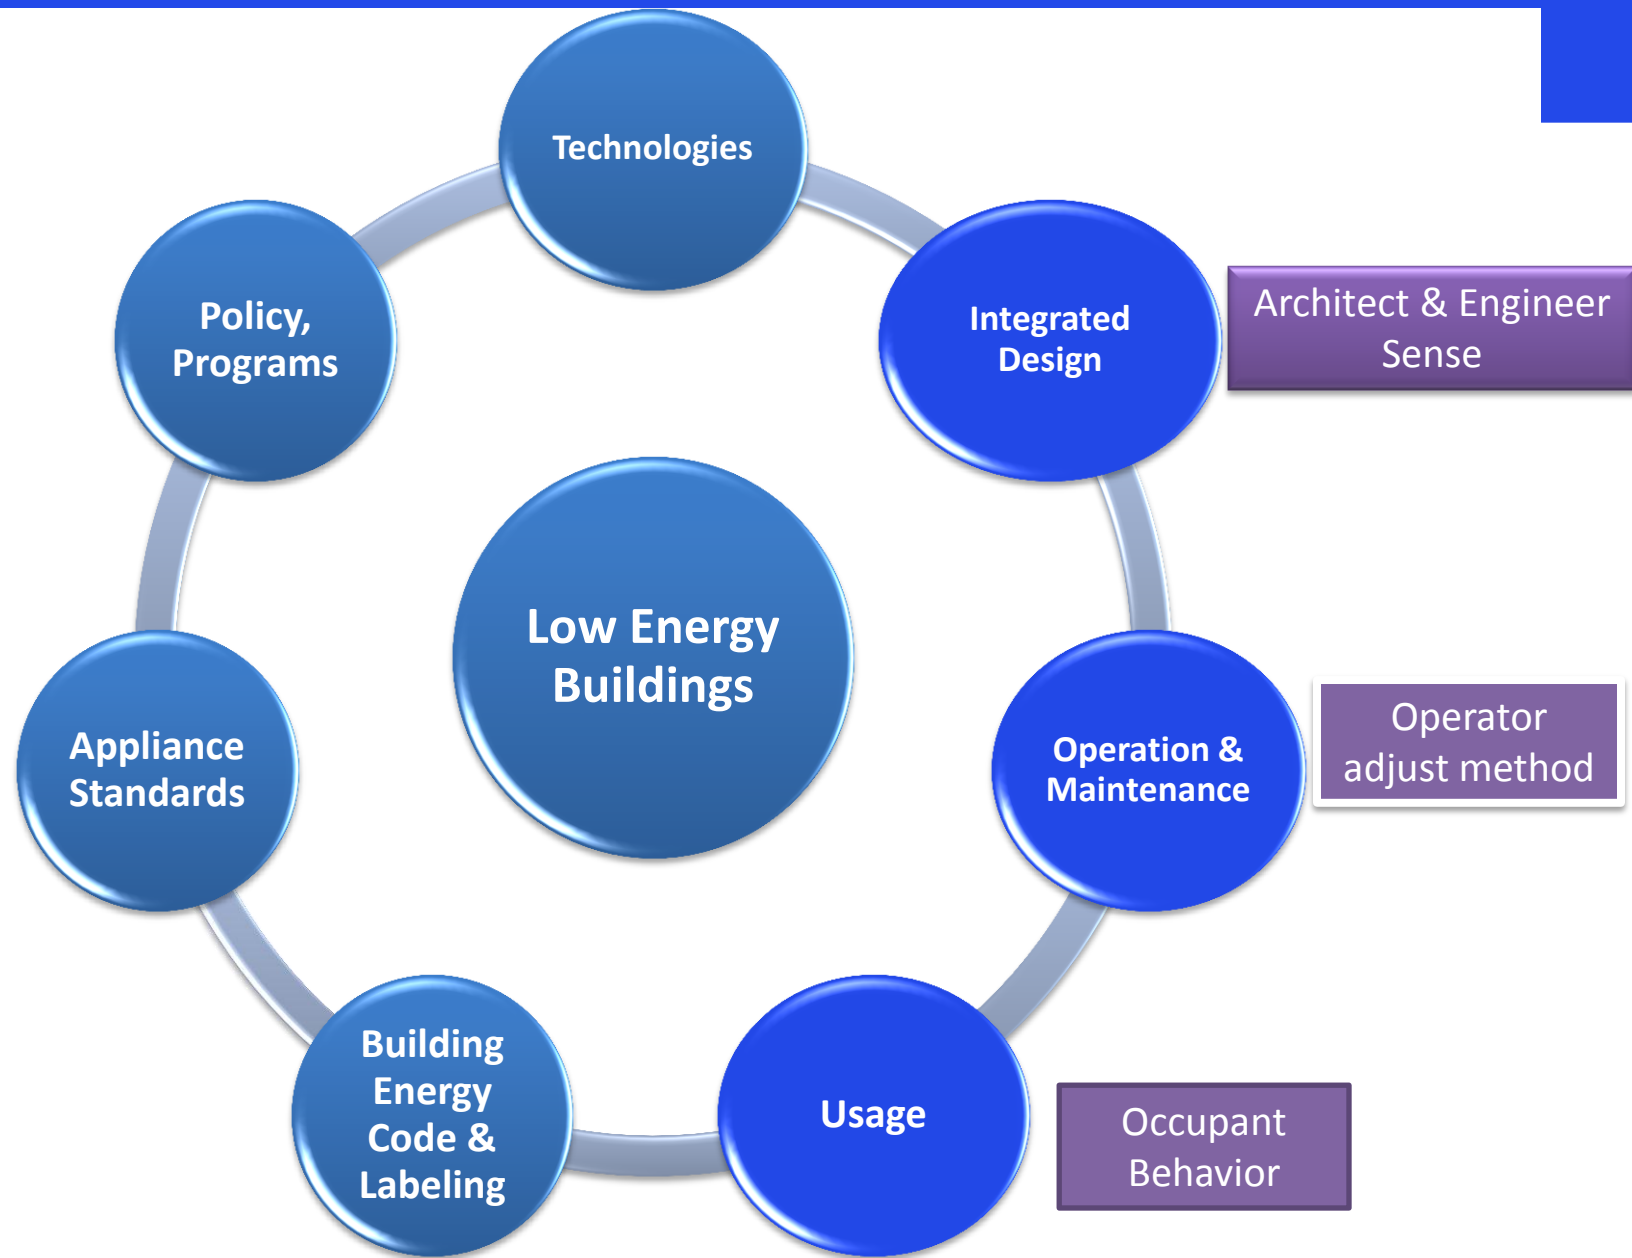 Technologies
Policy,
Programs
Integrated
Design
Architect & Engineer
Sense
Low Energy
Buildings
Appliance
Standards
Operation &
Maintenance
Operator
adjust method
Building
Energy
Code &
Labeling
Usage
Occupant
Behavior